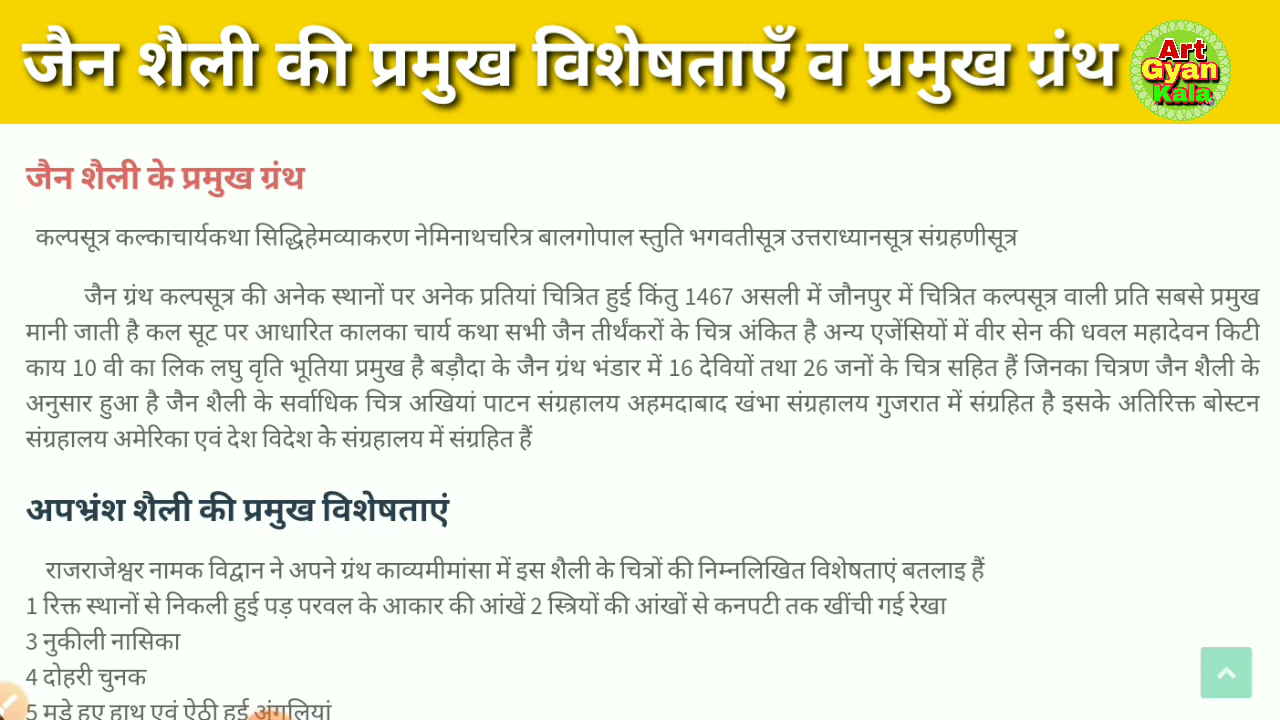 जैन शैली की प्रमुख विशेषताएँ व प्रमुख ग्रंथ
Art
Gyan
Kala
जैन शैली के प्रमुख ग्रंथ
कल्पसूत्र कल्काचार्यकथा सिद्धिहेमव्याकरण नेमिनाथचरित्र बालगोपाल स्तुति भगवतीसूत्र उत्तराध्यानसूत्र संग्रहणीसूत्र
जैन ग्रंथ कल्पसूत्र की अनेक स्थानों पर अनेक प्रतियां चित्रित हुई किंतु 1467 असली में जौनपुर में चित्रित कल्पसूत्र वाली प्रति सबसे प्रमुख
मानी जाती है कल सूट पर आधारित कालका चार्य कथा सभी जैन तीर्थंकरों के चित्र अंकित है अन्य एजेंसियों में वीर सेन की धवल महादेवन किटी
काय 10 वी का लिक लघु वृति भूतिया प्रमुख है बड़ौदा के जैन ग्रंथ भंडार में 16 देवियों तथा 26 जनों के चित्र सहित हैं जिनका चित्रण जैन शैली के
अनुसार हुआ है जैन शैली के सर्वाधिक चित्र अखियां पाटन संग्रहालय अहमदाबाद खंभा संग्रहालय गुजरात में संग्रहित है इसके अतिरिक्त बोस्टन
संग्रहालय अमेरिका एवं देश विदेश के संग्रहालय में संग्रहित हैं
अपभ्रंश शैली की प्रमुख विशेषताएं
राजराजेश्वर नामक विद्वान ने अपने ग्रंथ काव्यमीमांसा में इस शैली के चित्रों की निम्नलिखित विशेषताएं बतलाइ हैं
1 रिक्त स्थानों से निकली हुई पड़ परवल के आकार की आंखें 2 स्त्रियों की आंखों से कनपटी तक खींची गई रेखा
3 नुकीली नासिका
4 दोहरी चुनक
5 मुड़े हुए हाथ एवं ऐठी हुई अंगुलियां